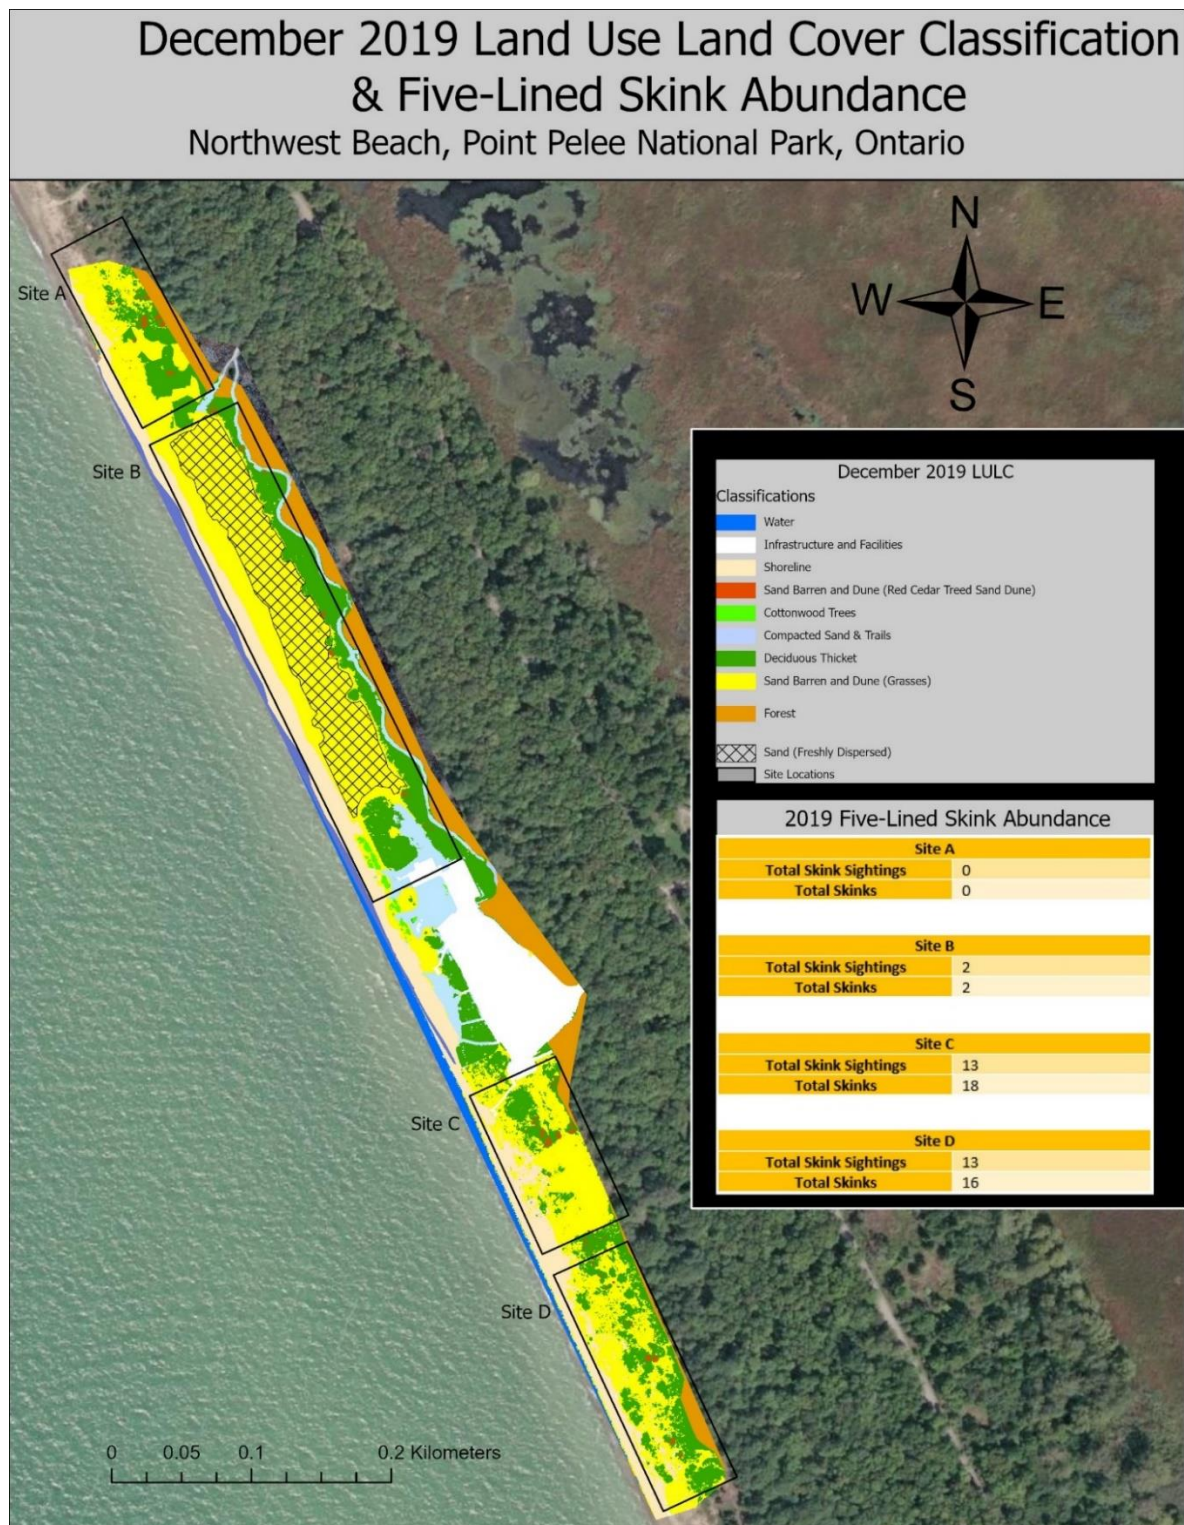 December 2019 Land Use Land Cover Classification
& Five-Lined Skink Abundance
Northwest Beach, Point Pelee National Park, Ontario
N
W
E
S
Site A
Site B
Site C
Site D
0 0.05 0.1 0.2 Kilometers
December 2019 LULC
Classifications
Water
Infrastructure and Facilities
Shoreline
Sand Barren and Dune (Red Cedar Treed Sand Dune)
Cottonwood Trees
Compacted Sand & Trails
Deciduous Thicket
Sand Barren and Dune (Grasses)
Forest
Sand (Freshly Dispersed)
Site Locations
2019 Five-Lined Skink Abundance
Site A
Total Skink Sightings 0
Total Skinks 0
Site B
Total Skink Sightings 2
Total Skinks 2
Site C
Total Skink Sightings 13
Total Skinks 18
Site D
Total Skink Sightings 13
Total Skinks 16